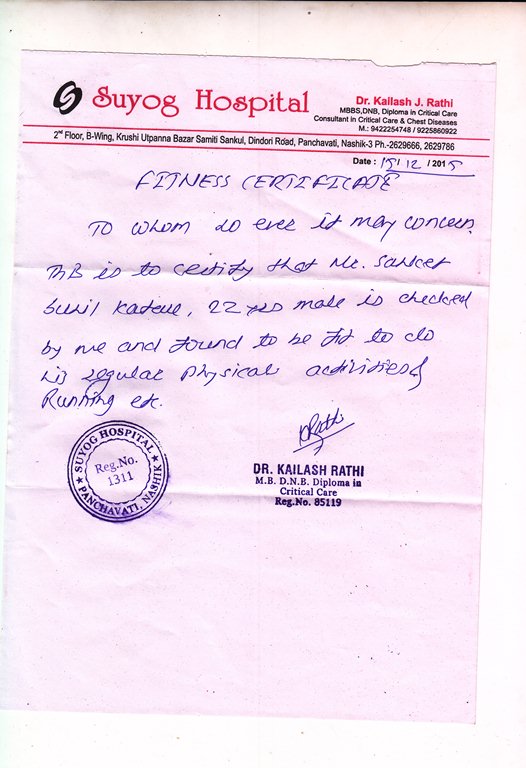 Suyog Hospital
Dr. Kailash J. Rathi
MBBS,DNB, Diploma in Critical Care
Consultant in Critical Care & Chest Diseases
M.: 9422254748 / 9225860922
2nd Floor, B-Wing, Krushi Utpanna Bazar Samiti Sankul, Dindori Road, Panchavati, Nashik-3 Ph.-2629666, 2629786
Date : 15/12/2015
FITNESS CERTIFICATE
To whom so ever it may concern.
This is to certify that Mr. Sanket
Sunil, 22 yrs male is checked
by me and found to be fit to do
his regular physical activities &
Running etc.
SUYOG HOSPITAL
Reg.No.
1311
PANCHAVATI, NASHIK
Rathi
DR. KAILASH RATHI
M.B. D.N.B. Diploma in
Critical Care
Reg.No. 85119